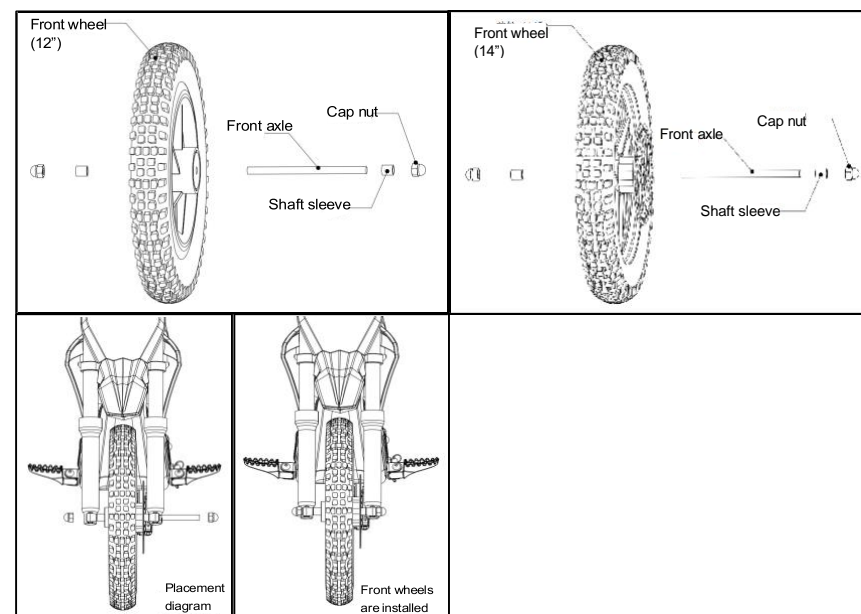 Front wheel
(12”)
Front axle
Cap nut
Shaft sleeve
Front wheel
(14”)
Front axle
Cap nut
Shaft sleeve
Placement
diagram
Front wheels
are installed